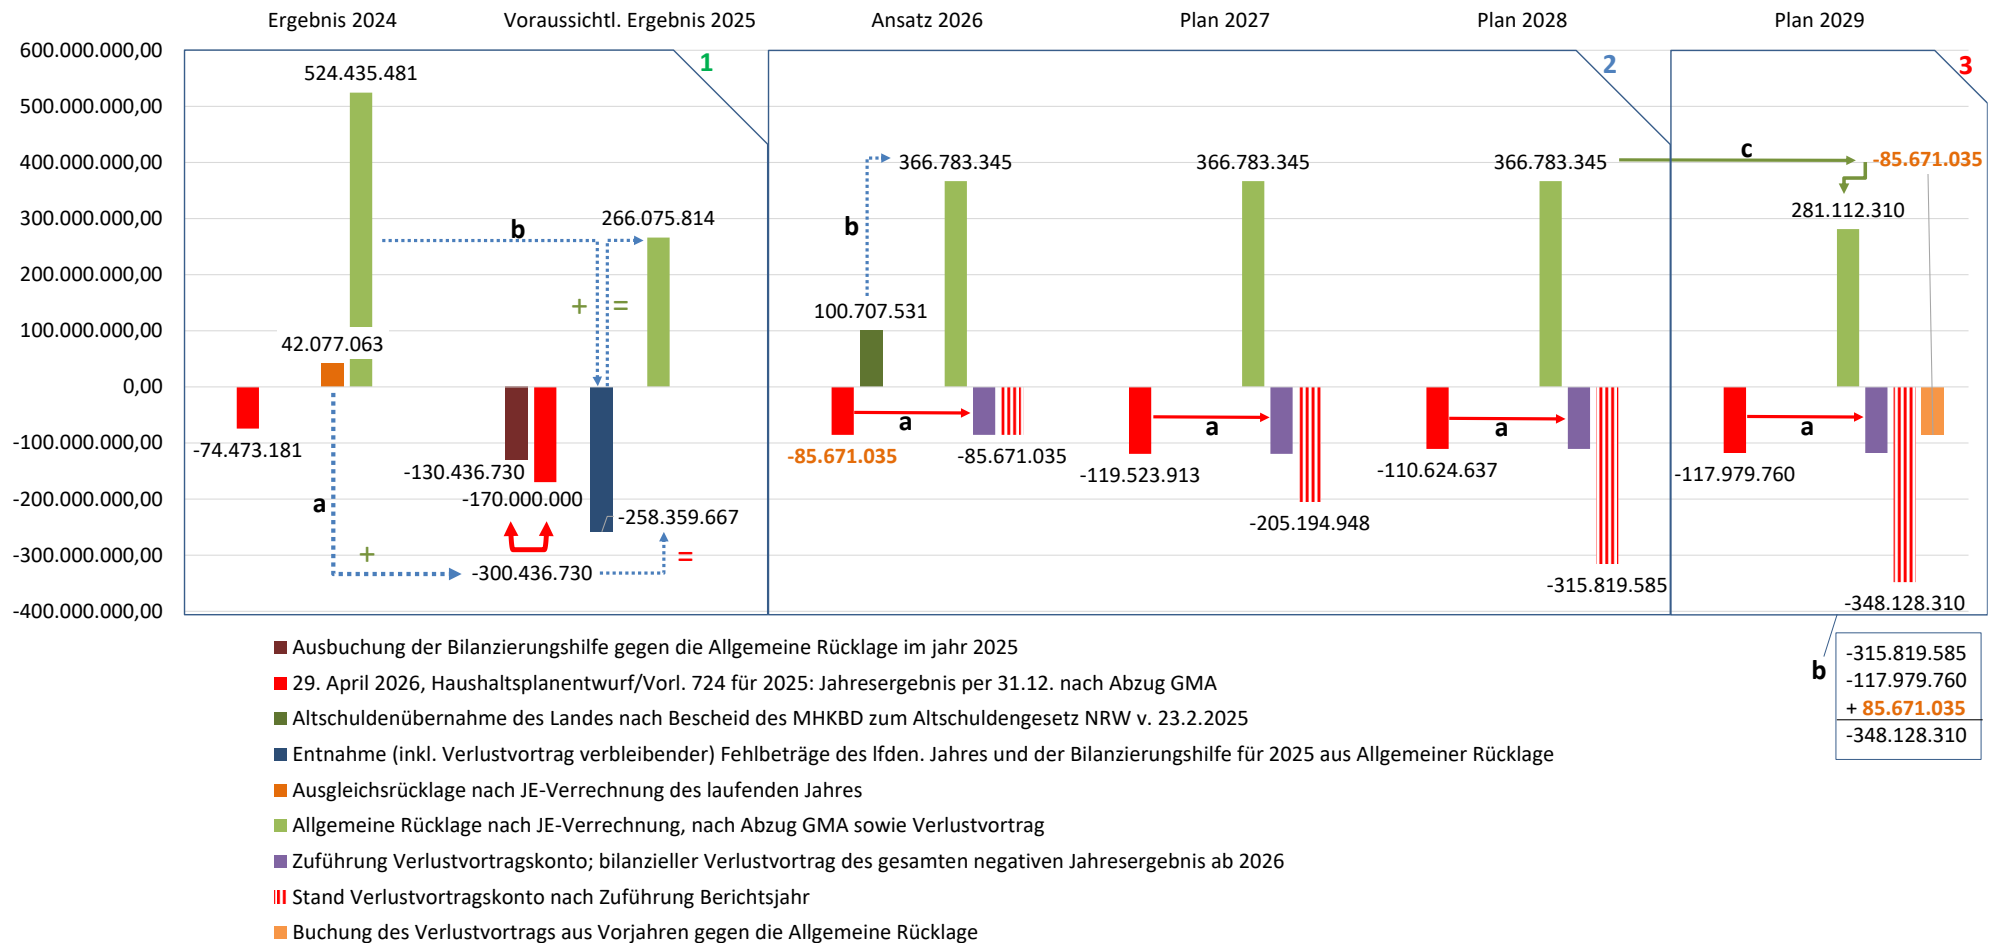 Ergebnis 2024 Voraussichtl. Ergebnis 2025 Ansatz 2026 Plan 2027 Plan 2028 Plan 2029
600.000.000,00
500.000.000,00
400.000.000,00
300.000.000,00
200.000.000,00
100.000.000,00
0,00
-100.000.000,00
-200.000.000,00
-300.000.000,00
-400.000.000,00
1
524.435.481
42.077.063
-74.473.181
a
+
b
266.075.814
+ =
-130.436.730
-170.000.000
-258.359.667
-300.436.730
=
2
366.783.345
b
100.707.531
a
-85.671.035
-85.671.035
366.783.345
a
-119.523.913
-205.194.948
366.783.345
a
-110.624.637
-315.819.585
3
c
-85.671.035
281.112.310
a
-117.979.760
-348.128.310
b
-315.819.585
-117.979.760
+ 85.671.035
-348.128.310
Ausbuchung der Bilanzierungshilfe gegen die Allgemeine Rücklage im jahr 2025
29. April 2026, Haushaltsplanentwurf/Vorl. 724 für 2025: Jahresergebnis per 31.12. nach Abzug GMA
Altschuldenübernahme des Landes nach Bescheid des MHKBD zum Altschuldengesetz NRW v. 23.2.2025
Entnahme (inkl. Verlustvortrag verbleibender) Fehlbeträge des lfden. Jahres und der Bilanzierungshilfe für 2025 aus Allgemeiner Rücklage
Ausgleichsrücklage nach JE-Verrechnung des laufenden Jahres
Allgemeine Rücklage nach JE-Verrechnung, nach Abzug GMA sowie Verlustvortrag
Zuführung Verlustvortragskonto; bilanzieller Verlustvortrag des gesamten negativen Jahresergebnis ab 2026
Stand Verlustvortragskonto nach Zuführung Berichtsjahr
Buchung des Verlustvortrags aus Vorjahren gegen die Allgemeine Rücklage